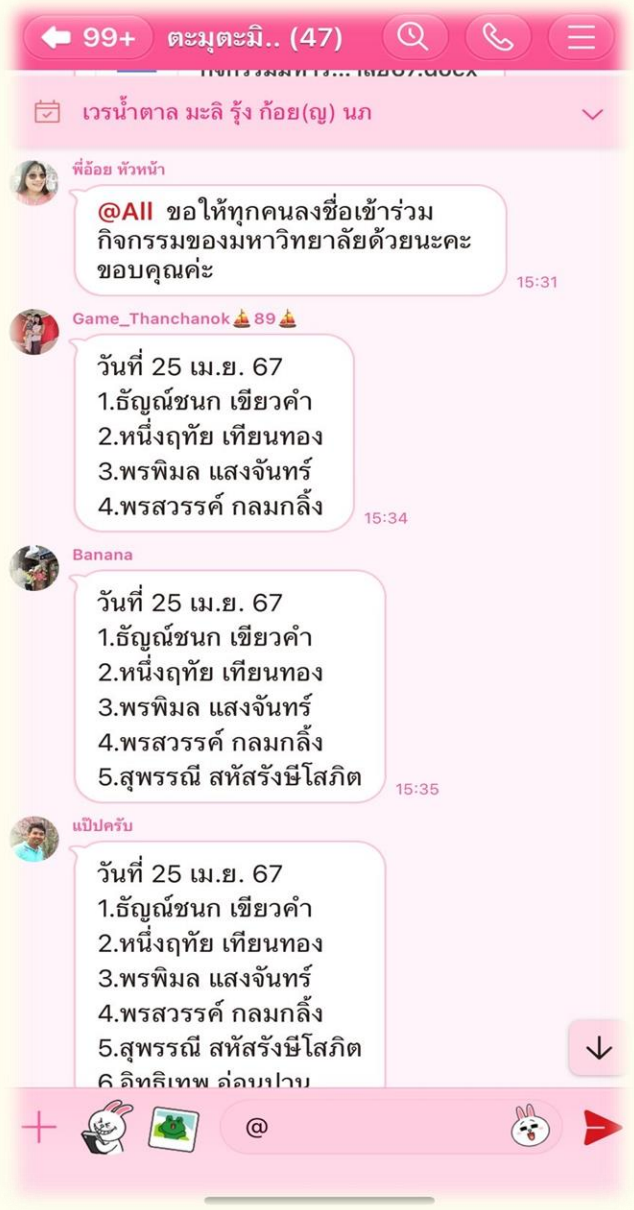 99+ ตะมุตะมิ.. (47)
เวรน้ำตาล มะลิ รุ้ง ก้อย(ญ) นภ
พี่อ้อย หัวหน้า
@All ขอให้ทุกคนลงชื่อเข้าร่วม
กิจกรรมของมหาวิทยาลัยด้วยนะคะ
ขอบคุณค่ะ
15:31
Game_Thanchanok⛵89⛵
วันที่ 25 เม.ย. 67
1.ธัญณ์ชนก เขียวคำ
2.หนึ่งฤทัย เทียนทอง
3.พรพิมล แสงจันทร์
4.พรสวรรค์ กลมกลิ้ง
15:34
Banana
วันที่ 25 เม.ย. 67
1.ธัญณ์ชนก เขียวคำ
2.หนึ่งฤทัย เทียนทอง
3.พรพิมล แสงจันทร์
4.พรสวรรค์ กลมกลิ้ง
5.สุพรรณี สหัสรังษีโสภิต
15:35
แป๊ปครับ
วันที่ 25 เม.ย. 67
1.ธัญณ์ชนก เขียวคำ
2.หนึ่งฤทัย เทียนทอง
3.พรพิมล แสงจันทร์
4.พรสวรรค์ กลมกลิ้ง
5.สุพรรณี สหัสรังษีโสภิต
6.อิทธิเทพ อ่อนปวน
@